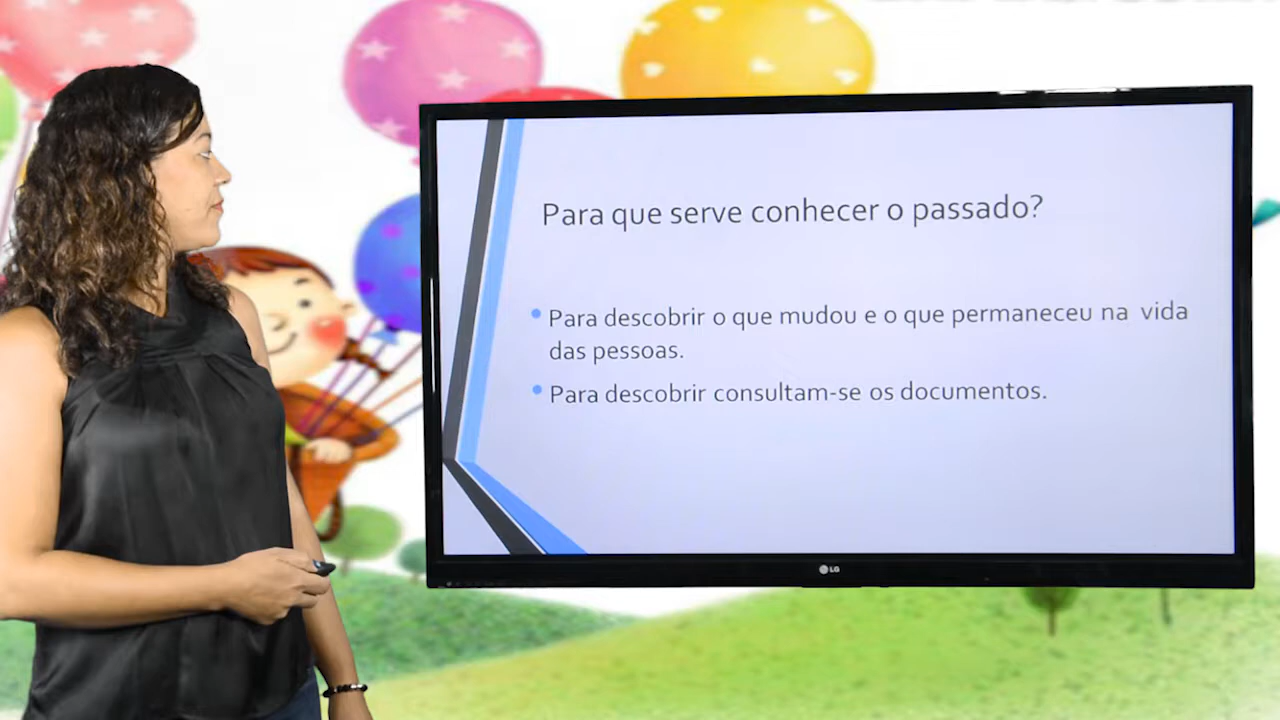 Para que serve conhecer o passado?
• Para descobrir o que mudou e o que permaneceu na vida
das pessoas.
• Para descobrir consultam-se os documentos.
LG